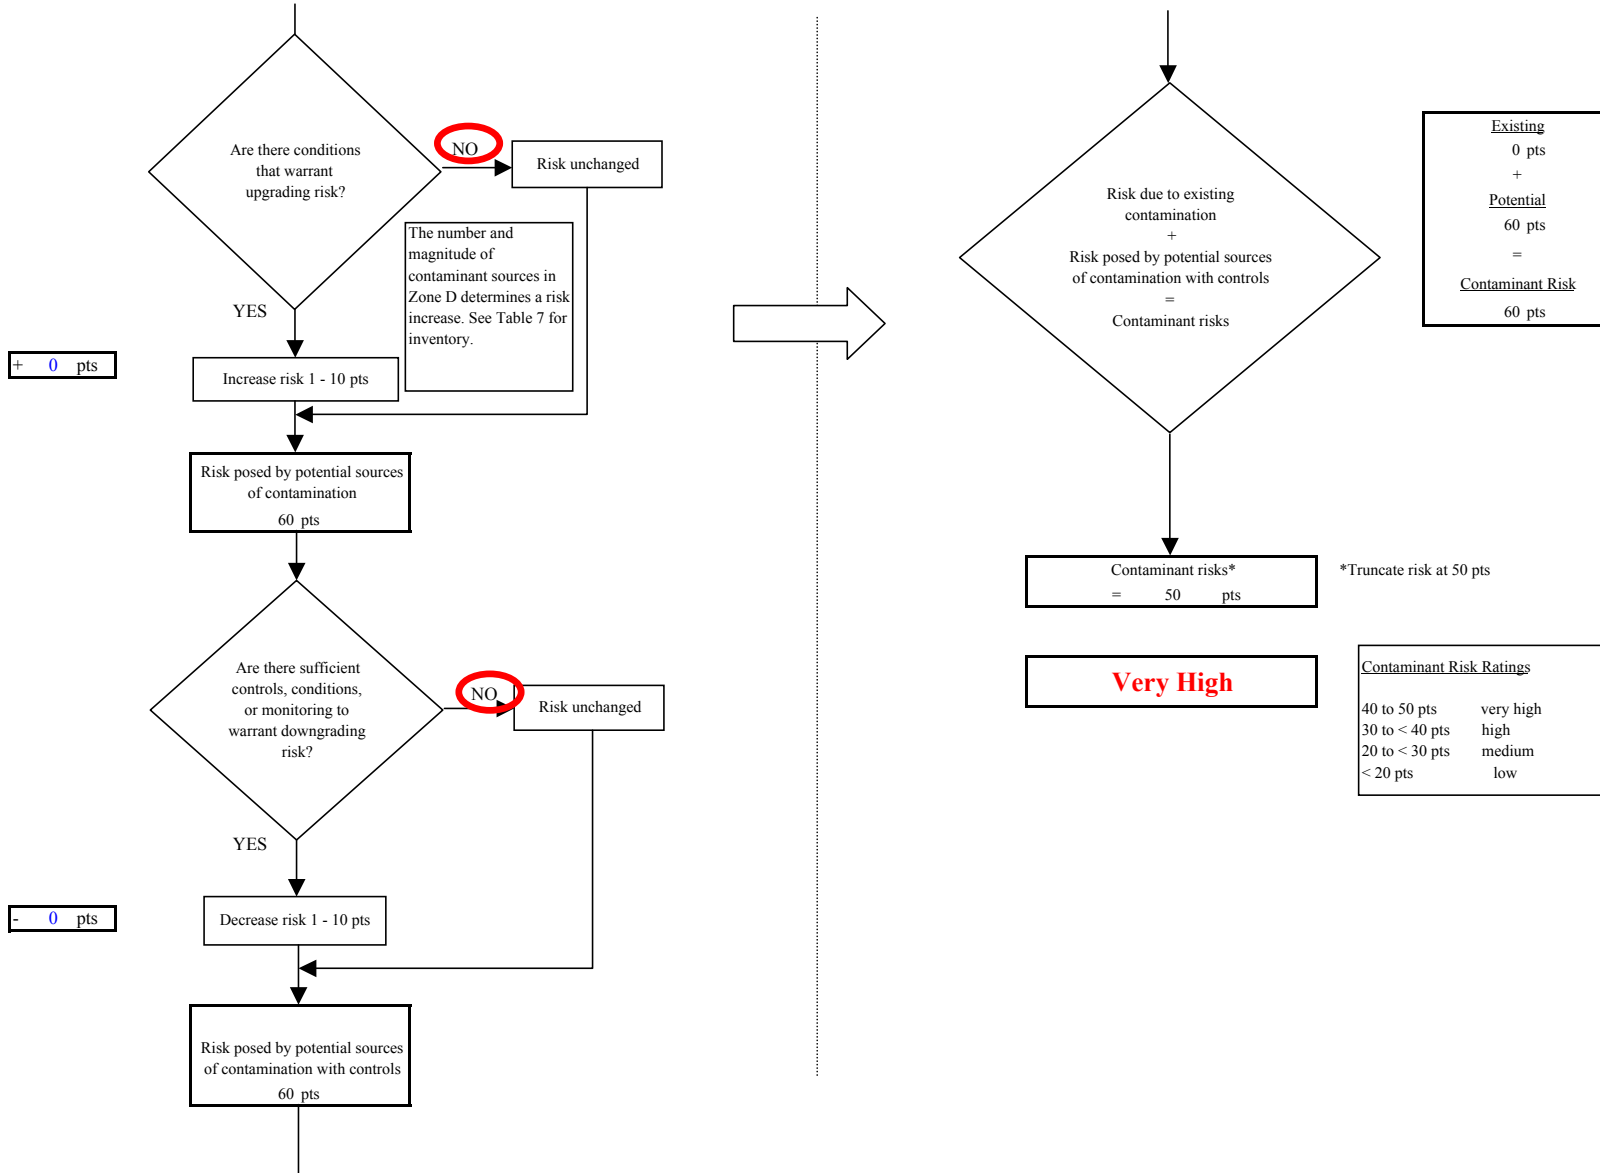 Are there conditions
that warrant
upgrading risk?
NO
Risk unchanged
The number and
magnitude of
contaminant sources in
Zone D determines a risk
increase. See Table 7 for
inventory.
YES
+ 0 pts
Increase risk 1 - 10 pts
Risk posed by potential sources
of contamination
60 pts
Are there sufficient
controls, conditions,
or monitoring to
warrant downgrading
risk?
NO
Risk unchanged
YES
- 0 pts
Decrease risk 1 - 10 pts
Risk posed by potential sources
of contamination with controls
60 pts
Risk due to existing
contamination
+
Risk posed by potential sources
of contamination with controls
=
Contaminant risks
Existing
0 pts
+
Potential
60 pts
=
Contaminant Risk
60 pts
Contaminant risks*
= 50 pts
*Truncate risk at 50 pts
Very High
Contaminant Risk Ratings
40 to 50 pts very high
30 to < 40 pts high
20 to < 30 pts medium
< 20 pts low